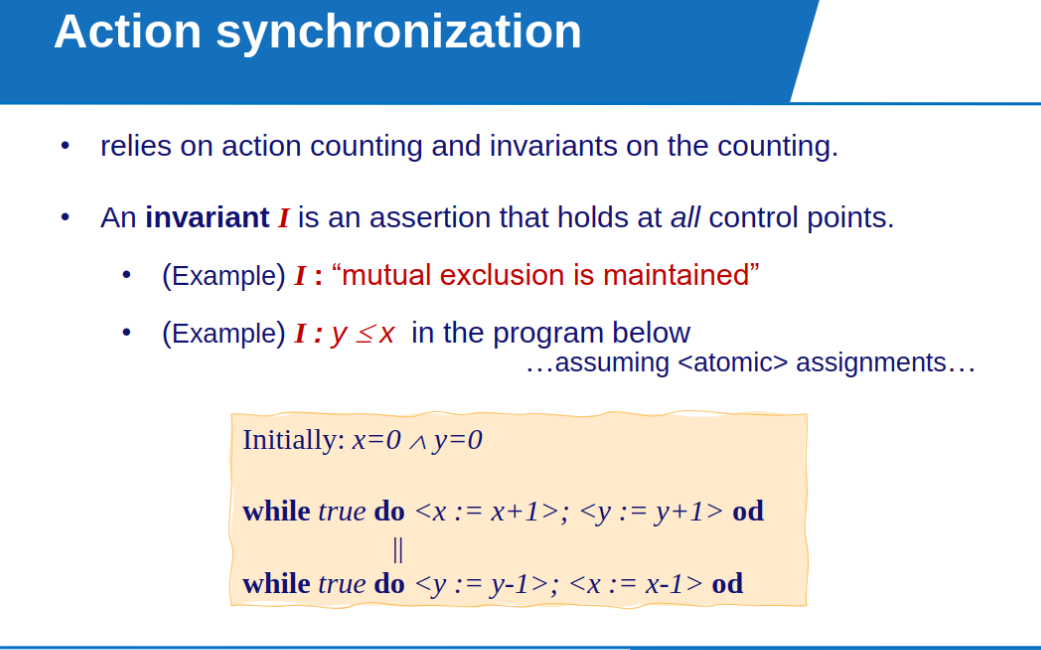 Action synchronization
• relies on action counting and invariants on the counting.
• An invariant I is an assertion that holds at all control points.
• (Example) I : “mutual exclusion is maintained”
• (Example) I : y ≤ x in the program below
…assuming <atomic> assignments…
Initially: x=0 ∧ y=0
while true do <x := x+1>; <y := y+1> od
||
while true do <y := y-1>; <x := x-1> od